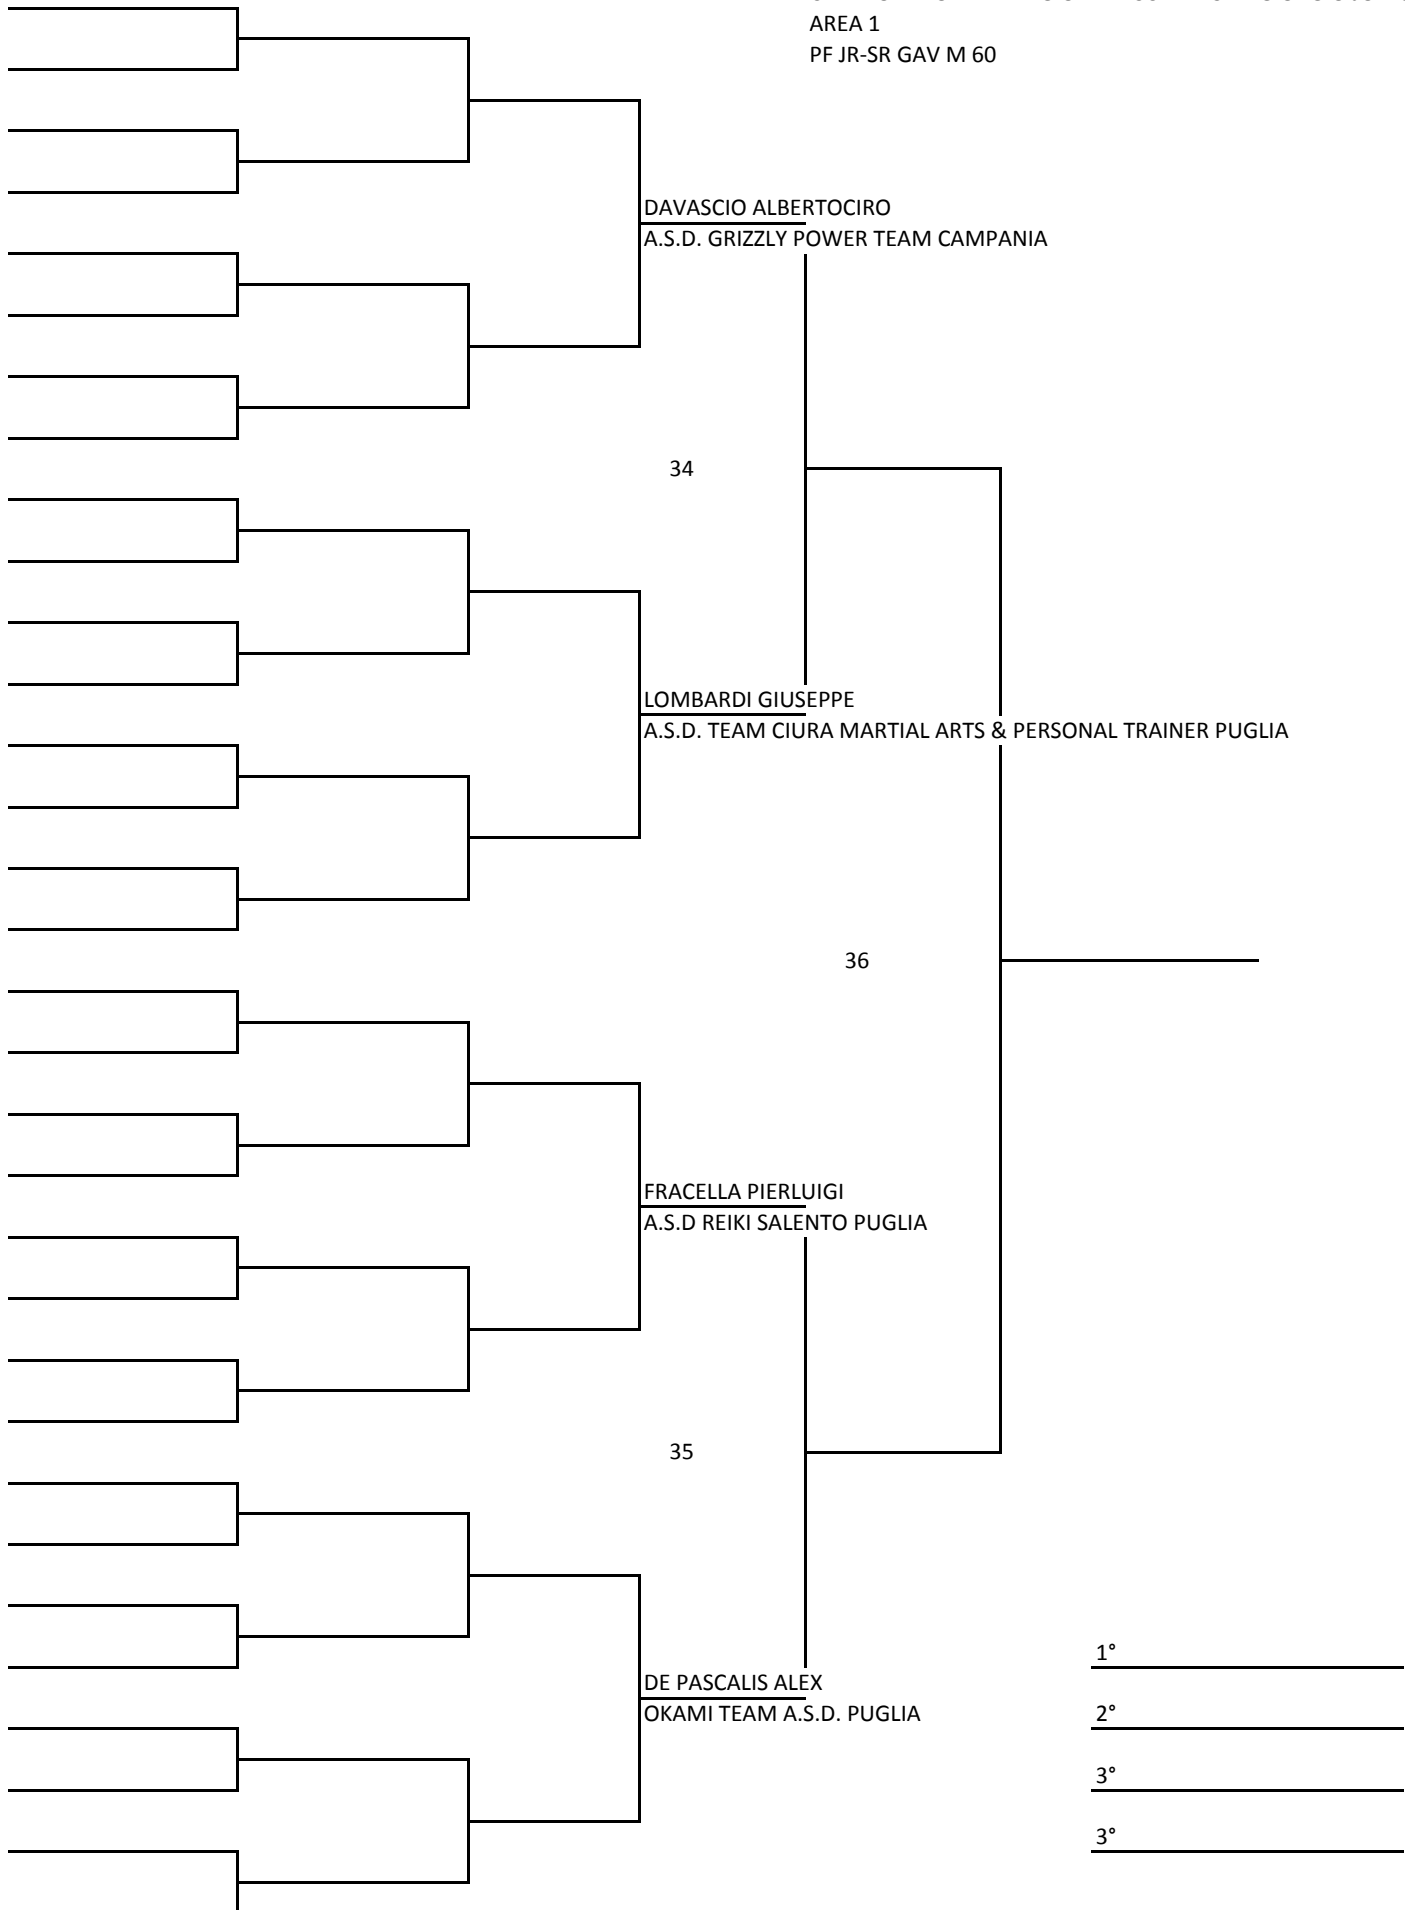 AREA 1
PF JR-SR GAV M 60
DAVASCIO ALBERTOCIRO
A.S.D. GRIZZLY POWER TEAM CAMPANIA
34
LOMBARDI GIUSEPPE
A.S.D. TEAM CIURA MARTIAL ARTS & PERSONAL TRAINER PUGLIA
36
FRACELLA PIERLUIGI
A.S.D REIKI SALENTO PUGLIA
35
DE PASCALIS ALEX
OKAMI TEAM A.S.D. PUGLIA
1°
2°
3°
3°